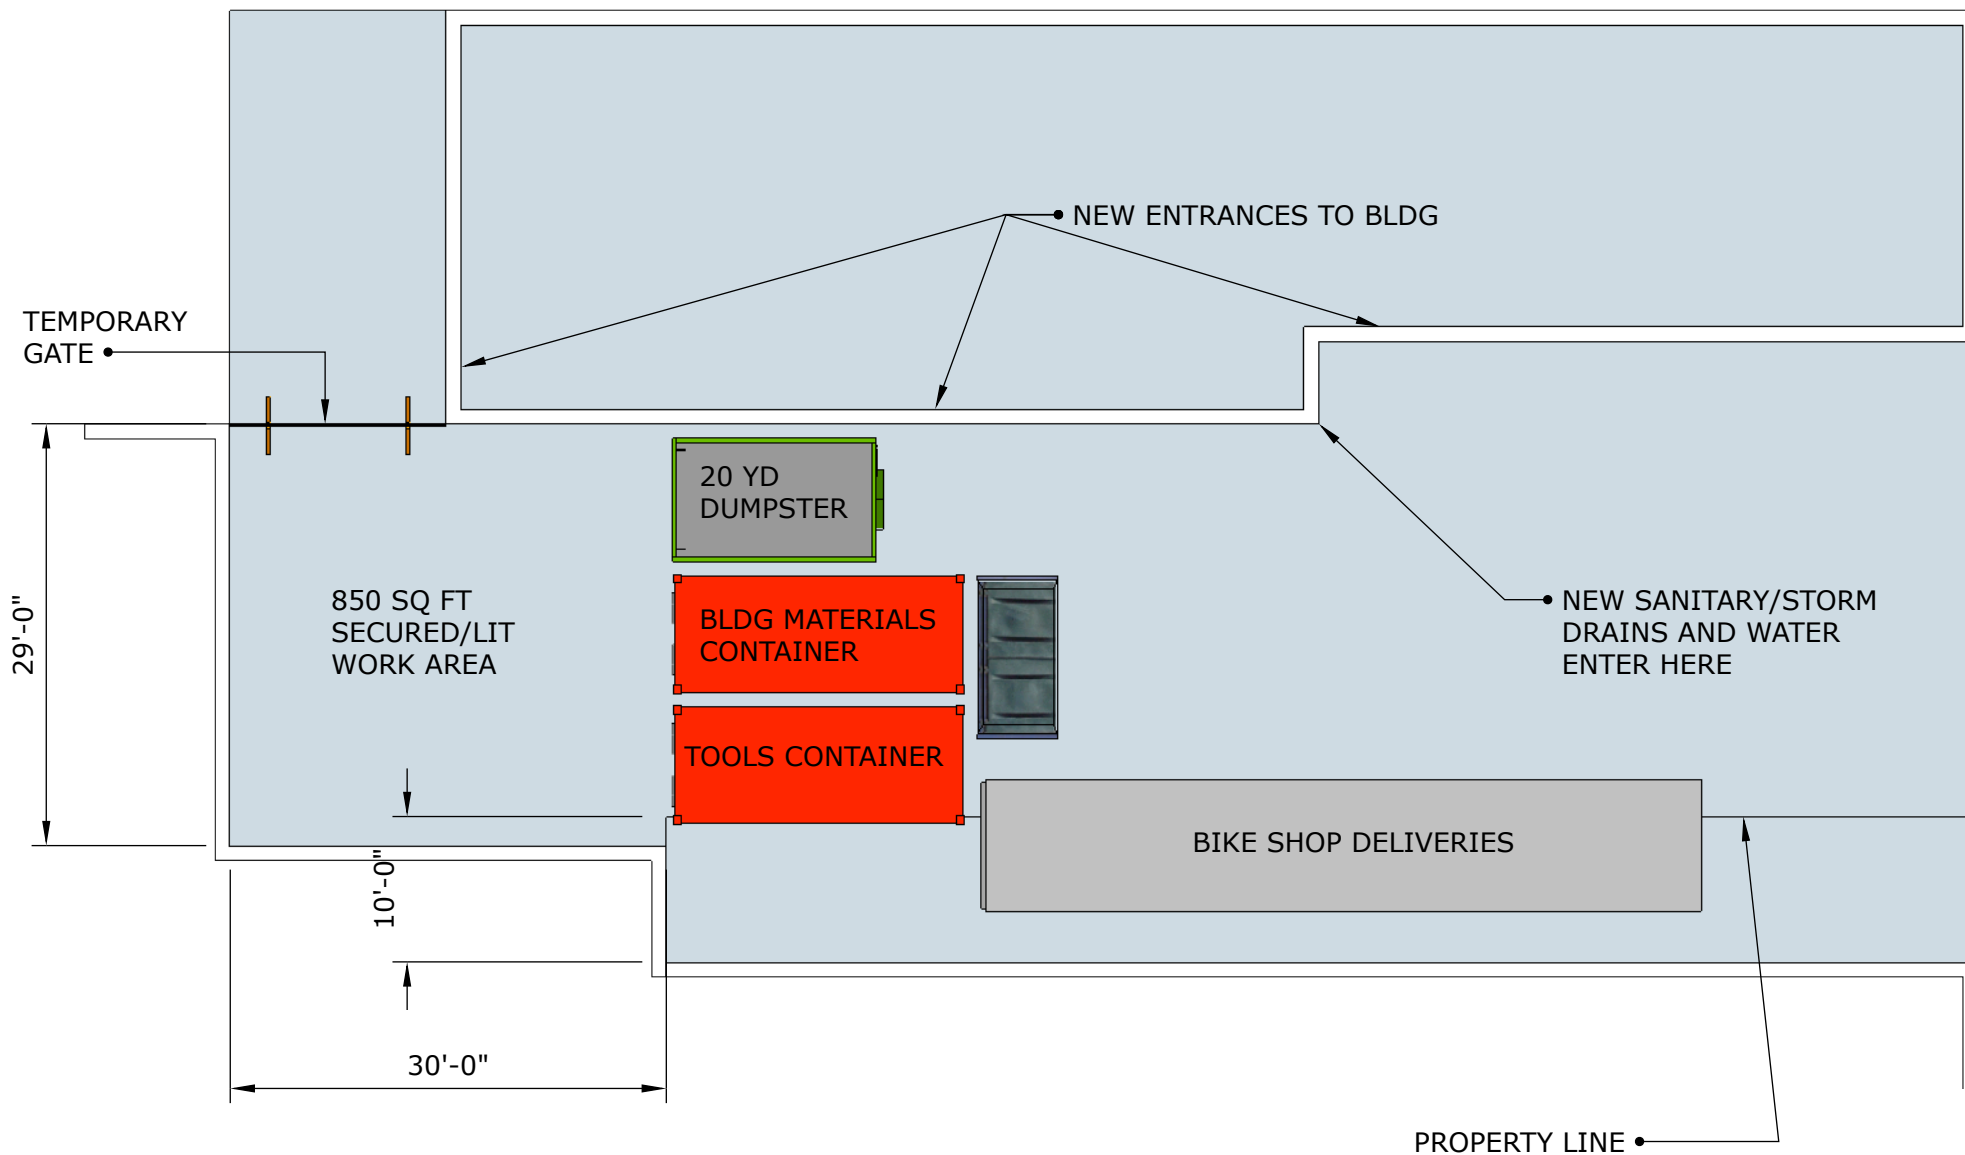 NEW ENTRANCES TO BLDG
TEMPORARY
GATE
20 YD
DUMPSTER
850 SQ FT
SECURED/LIT
WORK AREA
BLDG MATERIALS
CONTAINER
NEW SANITARY/STORM
DRAINS AND WATER
ENTER HERE
29'-0"
TOOLS CONTAINER
BIKE SHOP DELIVERIES
10'-0"
30'-0"
PROPERTY LINE